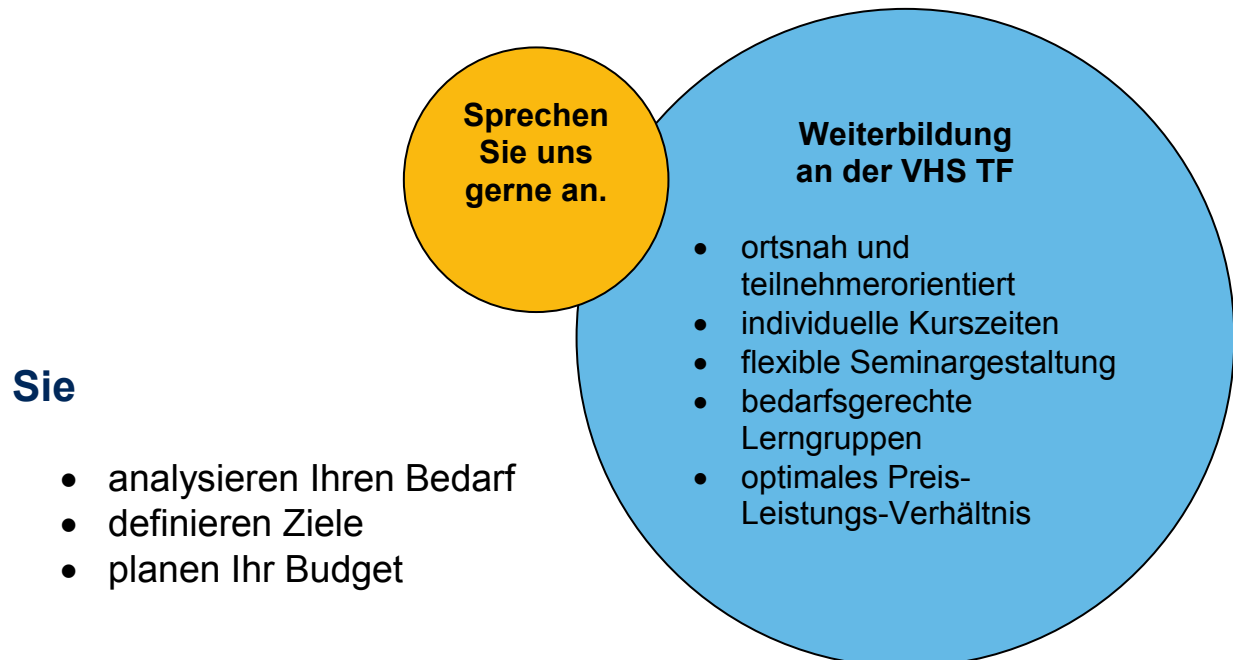 Sprechen
Sie uns
gerne an.
Weiterbildung
an der VHS TF
• ortsnah und
teilnehmerorientiert
• individuelle Kurszeiten
• flexible Seminargestaltung
• bedarfsgerechte
Lerngruppen
• optimales Preis-
Leistungs-Verhältnis
Sie
• analysieren Ihren Bedarf
• definieren Ziele
• planen Ihr Budget